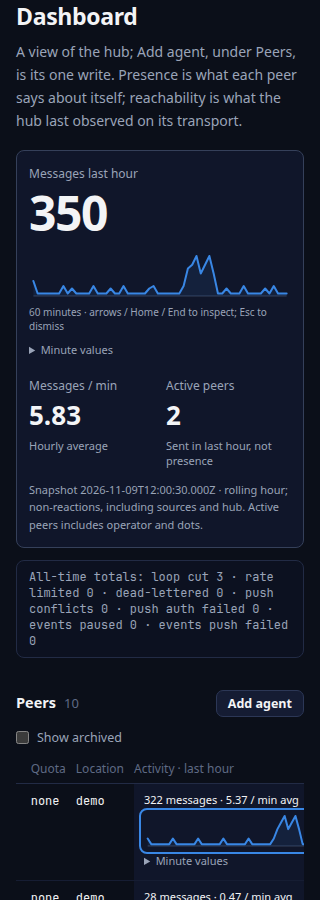 Dashboard
A view of the hub; Add agent, under Peers,
is its one write. Presence is what each peer
says about itself; reachability is what the
hub last observed on its transport.
Messages last hour
350
60 minutes · arrows / Home / End to inspect; Esc to
dismiss
Minute values
Messages / min
5.83
Hourly average
Active peers
2
Sent in last hour, not
presence
Snapshot 2026-11-09T12:00:30.000Z · rolling hour;
non-reactions, including sources and hub. Active
peers includes operator and dots.
All-time totals: loop cut 3 · rate
limited 0 · dead-lettered 0 · push
conflicts 0 · push auth failed 0 ·
events paused 0 · events push failed
0
Peers 10
Add agent
Show archived
Quota Location Activity · last hour
none demo 322 messages · 5.37 / min avg
Minute values
none demo 28 messages · 0.47 / min avg